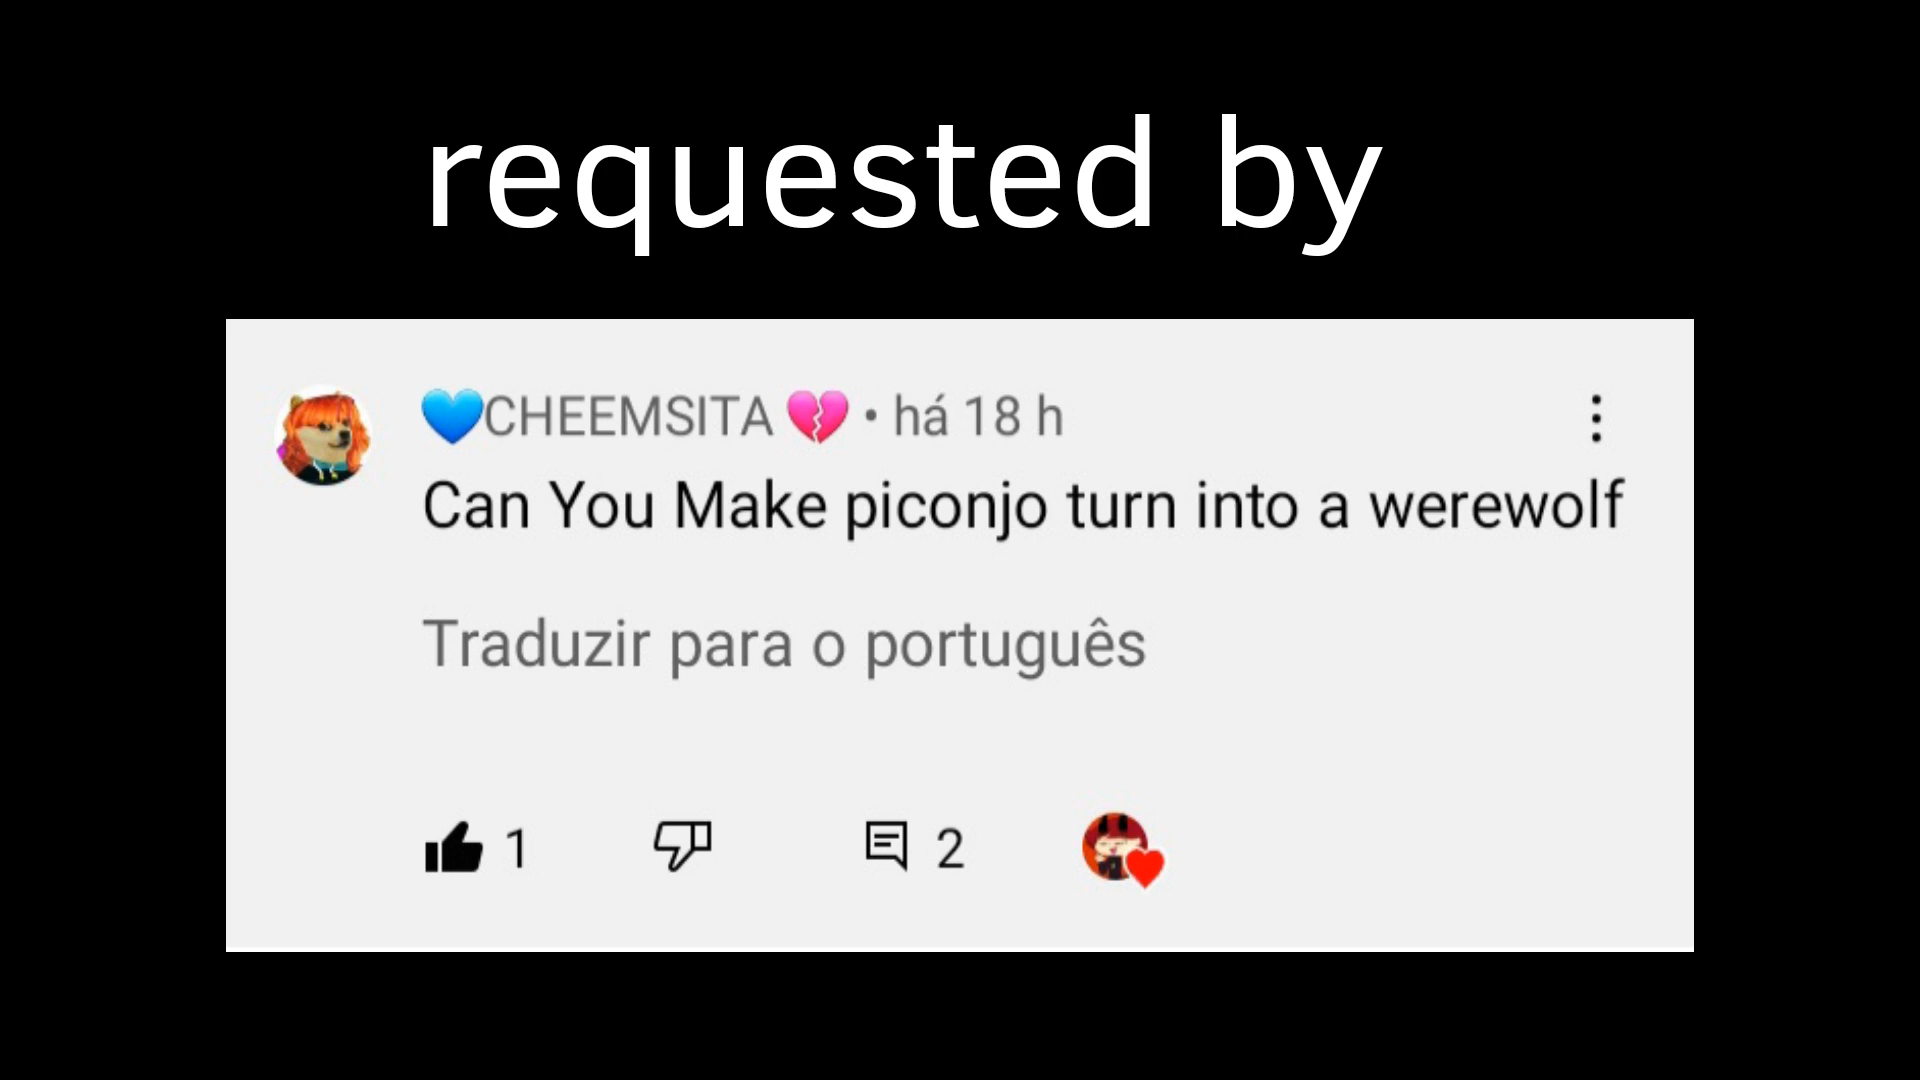 requested by
💙CHEEMSITA 💔 • há 18 h
Can You Make piconjo turn into a werewolf
Traduzir para o português
1 2